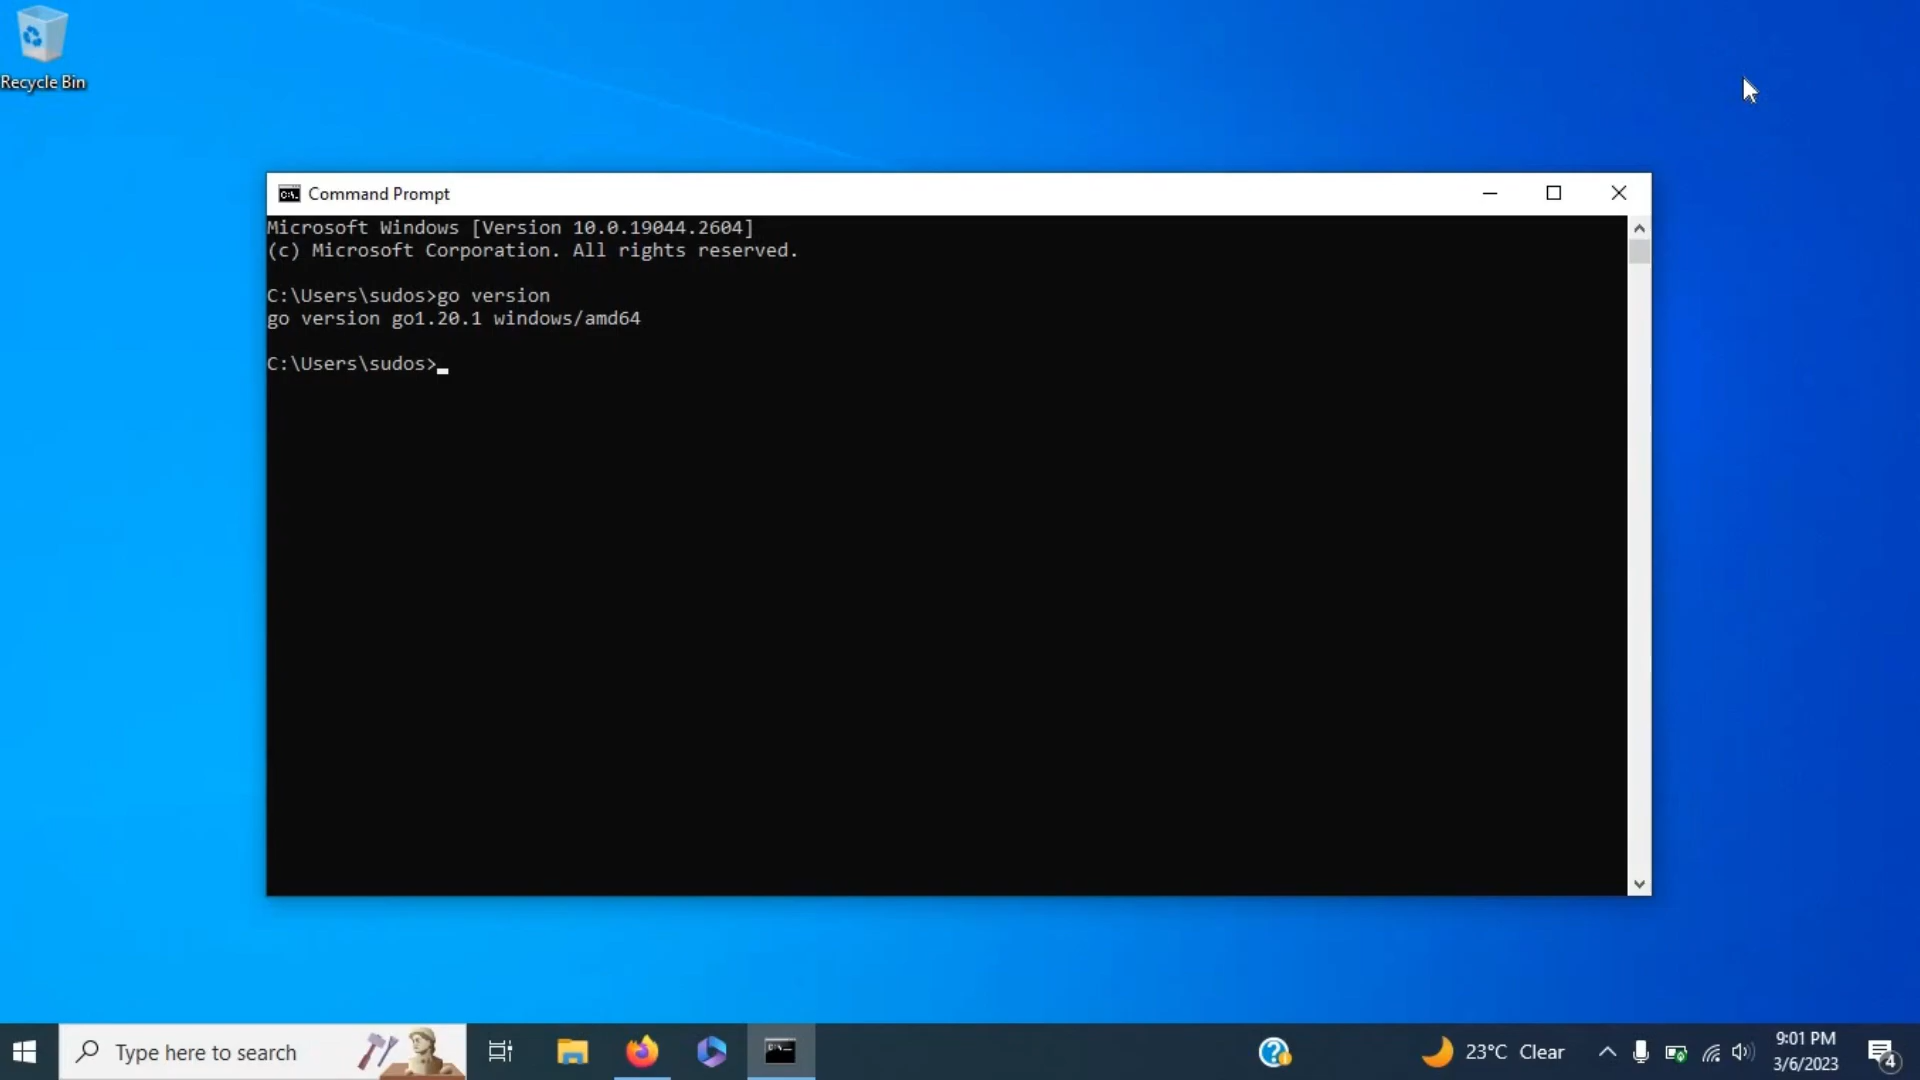 Recycle Bin
Command Prompt
Microsoft Windows [Version 10.0.19044.2604]
(c) Microsoft Corporation. All rights reserved.
C:\Users\sudos>go version
go version go1.20.1 windows/amd64
C:\Users\sudos>
Type here to search
23°C Clear
9:01 PM
3/6/2023
4